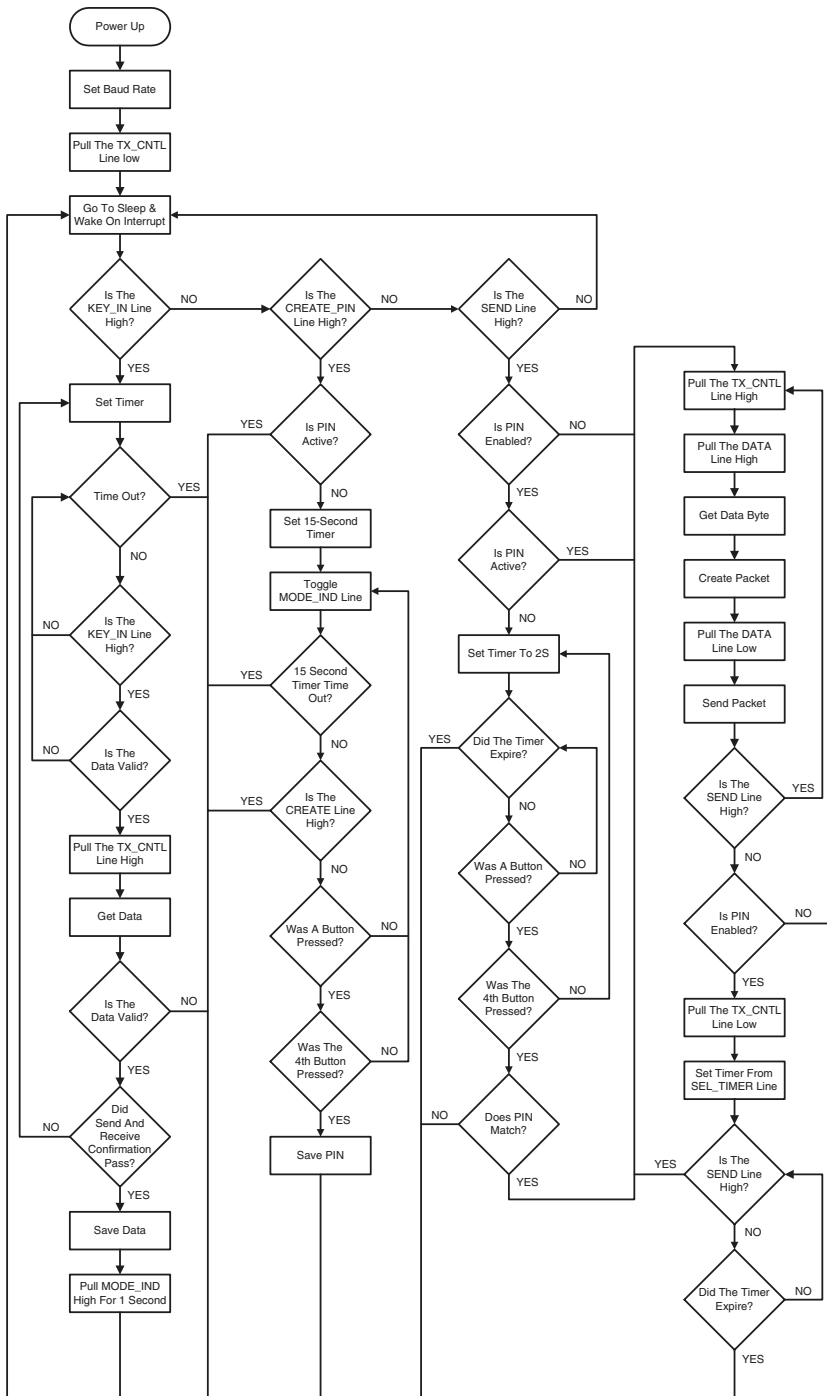 Power Up
Set Baud Rate
Pull The TX_CNTL
Line low
Go To Sleep &
Wake On Interrupt
Is The
KEY_IN Line
High?
NO
YES
Set Timer
Time Out?
YES
NO
Is The
KEY_IN Line
High?
NO
YES
Is The
Data Valid?
NO
YES
Pull The TX_CNTL
Line High
Get Data
Is The
Data Valid?
NO
YES
Did
Send And
Receive
Confirmation
Pass?
NO
YES
Save Data
Pull MODE_IND
High For 1 Second
Is The
CREATE_PIN
Line High?
NO
YES
Is PIN
Active?
YES
NO
Set 15-Second
Timer
Toggle
MODE_IND Line
15 Second
Timer Time
Out?
YES
NO
Is The
CREATE Line
High?
YES
NO
Was A Button
Pressed?
NO
YES
Was The
4th Button
Pressed?
NO
YES
Save PIN
Is The
SEND Line
High?
NO
YES
Is PIN
Enabled?
NO
YES
Is PIN
Active?
YES
NO
Set Timer To 2S
Did The Timer
Expire?
YES
NO
Was A Button
Pressed?
NO
YES
Was The
4th Button
Pressed?
NO
YES
Does PIN
Match?
NO
YES
Pull The TX_CNTL
Line High
Pull The DATA
Line High
Get Data Byte
Create Packet
Pull The DATA
Line Low
Send Packet
Is The
SEND Line
High?
YES
NO
Is PIN
Enabled?
NO
YES
Pull The TX_CNTL
Line Low
Set Timer From
SEL_TIMER Line
Is The
SEND Line
High?
YES
NO
Did The Timer
Expire?
NO
YES